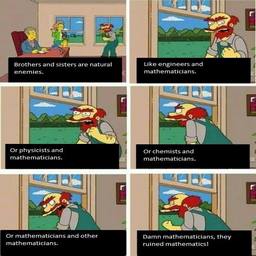 Brothers and sisters are natural
enemies.
Like engineers and
mathematicians.
Or physicists and
mathematicians.
Or chemists and
mathematicians.
Or mathematicians and other
mathematicians.
Damn mathematicians, they
ruined mathematics!